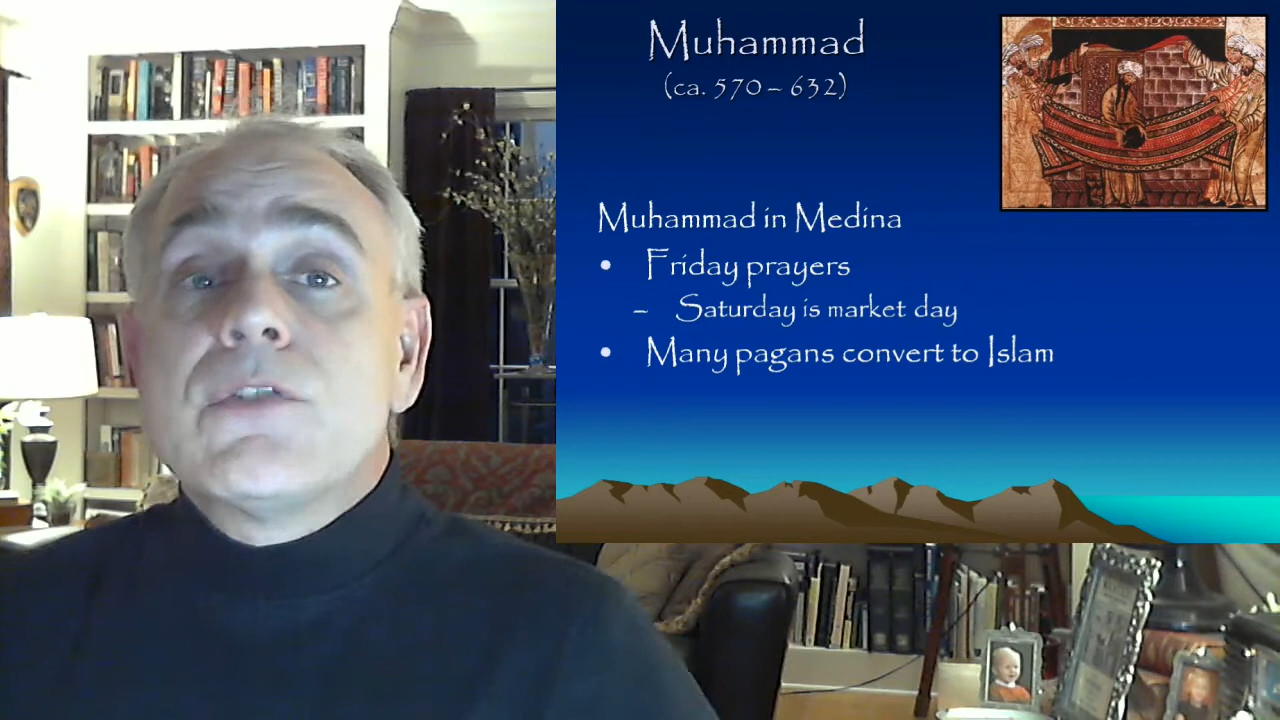 Muhammad
(ca. 570 – 632)
Muhammad in Medina
• Friday prayers
– Saturday is market day
• Many pagans convert to Islam